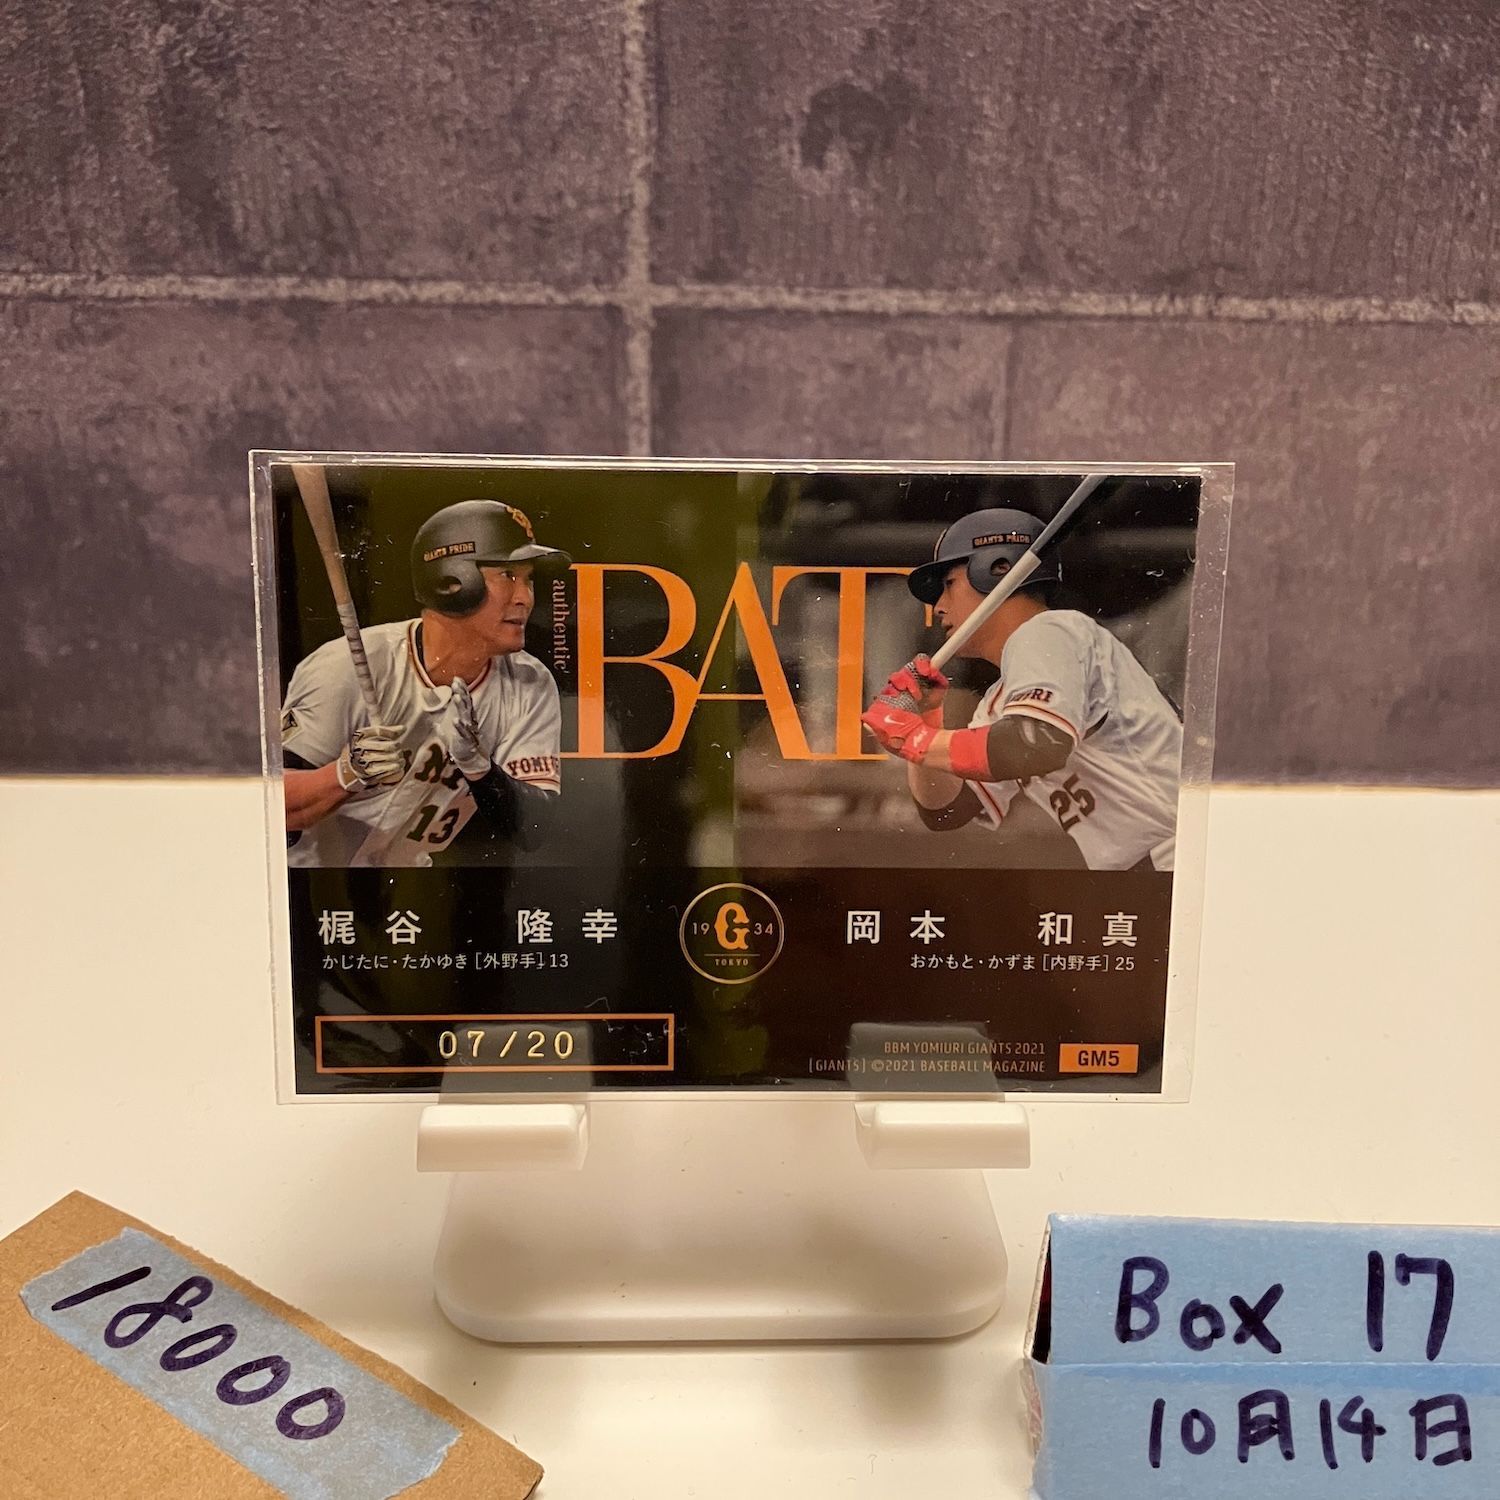 GIANTS PRIDE
GIANTS PRIDE
authentic
BAT
YOMIU
13
25
梶谷 隆幸
かじたに・たかゆき [外野手] 13
19 G 34
TOKYO
岡本 和真
おかもと・かずま [内野手] 25
07/20
BBM YOMIURI GIANTS 2021
[GIANTS] ©2021 BASEBALL MAGAZINE
GM5
18000
Box 17
10月14日